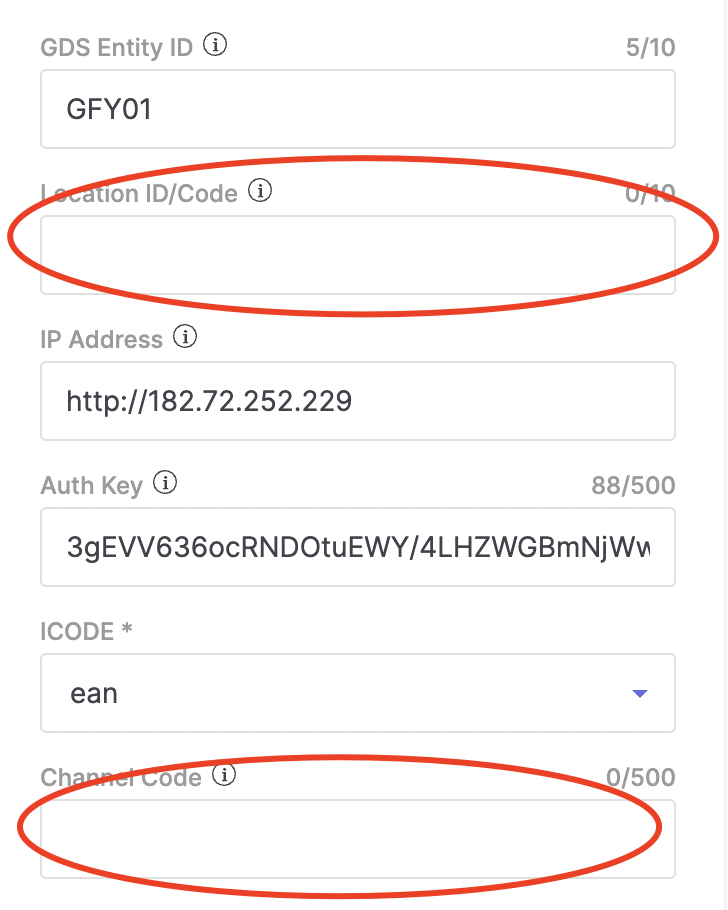 GDS Entity ID 5/10
GFY01
Location ID/Code 0/10
IP Address
http://182.72.252.229
Auth Key 88/500
3gEVV636ocRNDOtuEWY/4LHZWGBmNjWw
ICODE *
ean
Channel Code 0/500